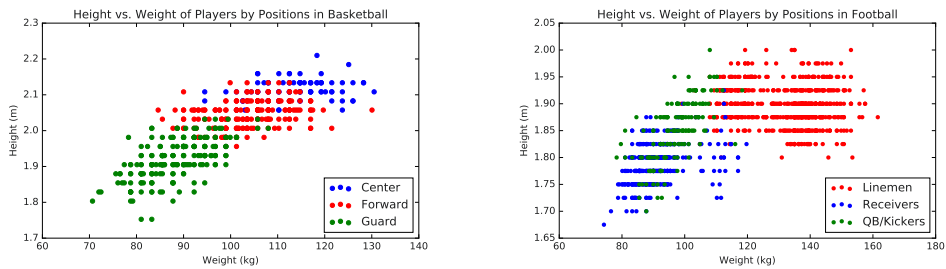 Height vs. Weight of Players by Positions in Basketball
2.3
2.2
2.1
2.0
1.9
1.8
1.7
Height (m)
60 70 80 90 100 110 120 130 140
Weight (kg)
Center
Forward
Guard
Height vs. Weight of Players by Positions in Football
2.00
1.95
1.90
1.85
1.80
1.75
1.70
1.65
Height (m)
60 80 100 120 140 160 180
Weight (kg)
Linemen
Receivers
QB/Kickers